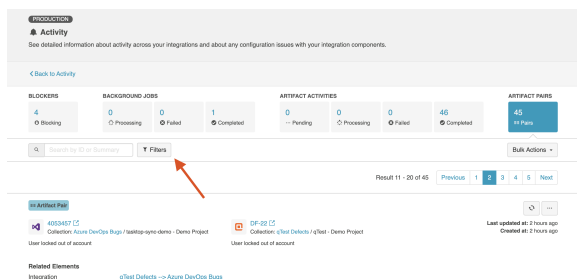 PRODUCTION
Activity
See detailed information about activity across your integrations and about any configuration issues with your integration components.
Back to Activity
BLOCKERS
BACKGROUND JOBS
ARTIFACT ACTIVITIES
ARTIFACT PAIRS
4
0
0
1
0
0
0
46
45
Blocking
Processing
Failed
Completed
Pending
Processing
Failed
Completed
Pairs
Search by ID or Summary
Filters
Bulk Actions
Result 11 - 20 of 45
Previous 1 2 3 4 5 Next
Artifact Pair
4053457
DF-22
Last updated at: 2 hours ago
Collection: Azure DevOps Bugs / tasktop-sync-demo - Demo Project
Collection: qTest Defects / qTest - Demo Project
Created at: 2 hours ago
User locked out of account
User locked out of account
Related Elements
Integration
qTest Defects --> Azure DevOps Bugs